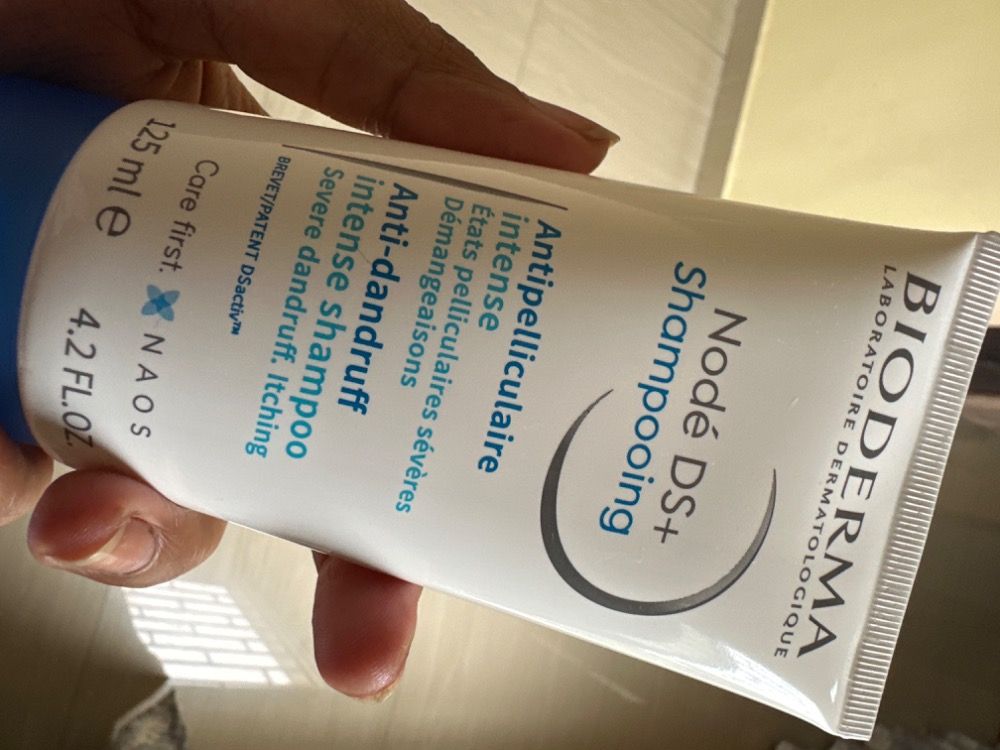 BIODERMA
LABORATOIRE DERMATOLOGIQUE
Nodé DS+
Shampooing
Antipelliculaire
intense
États pelliculaires sévères
Démangeaisons
Anti-dandruff
intense shampoo
Severe dandruff, Itching
BREVET/PATENT DSactiv™
Care first. NAOS
125 ml e 4.2 FL.OZ.